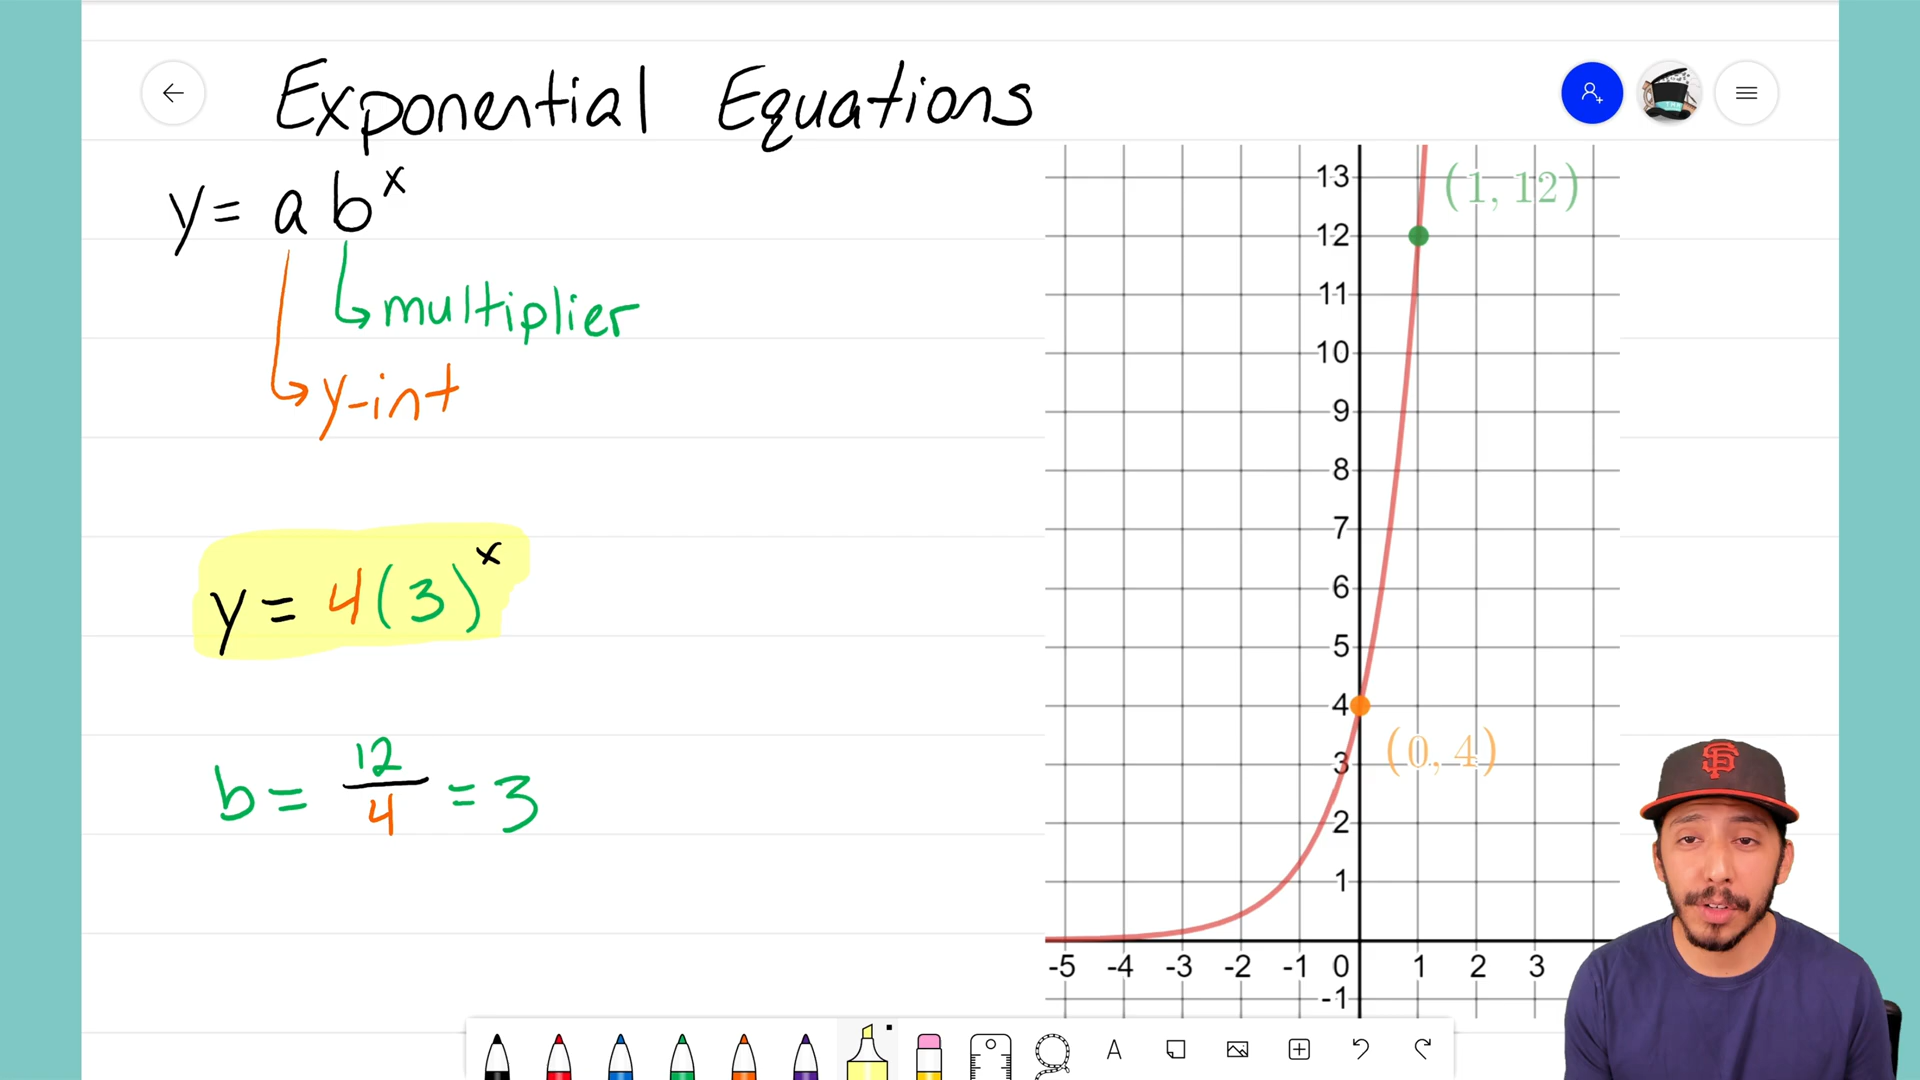 Exponential Equations
y = a b^x
multiplier
y-int
y = 4(3)^x
b = 12/4 = 3
(1, 12)
(0, 4)
13
12
11
10
9
8
7
6
5
4
3
2
1
-5 -4 -3 -2 -1 0 1 2 3
-1
SF
A